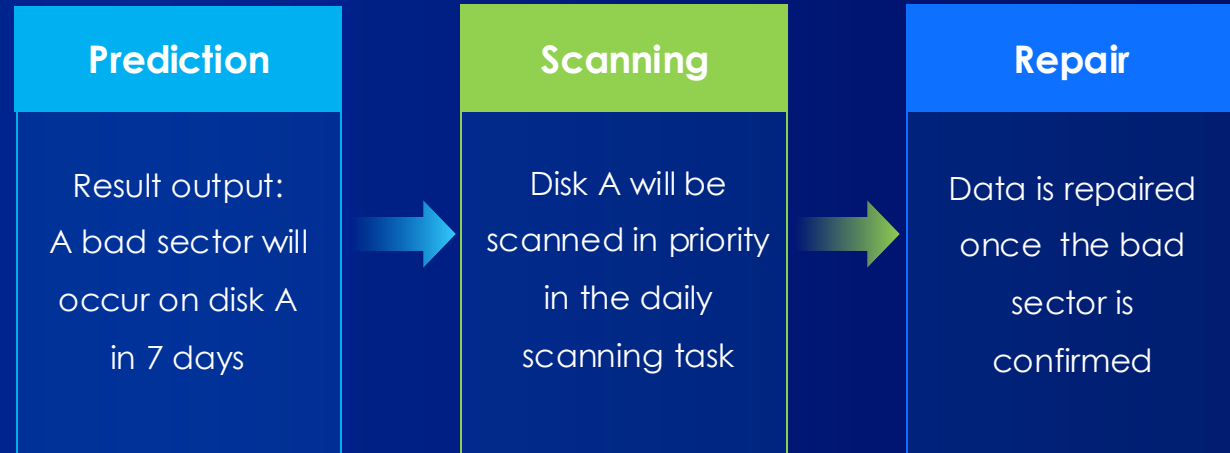 Prediction
Result output:
A bad sector will
occur on disk A
in 7 days
Scanning
Disk A will be
scanned in priority
in the daily
scanning task
Repair
Data is repaired
once the bad
sector is
confirmed